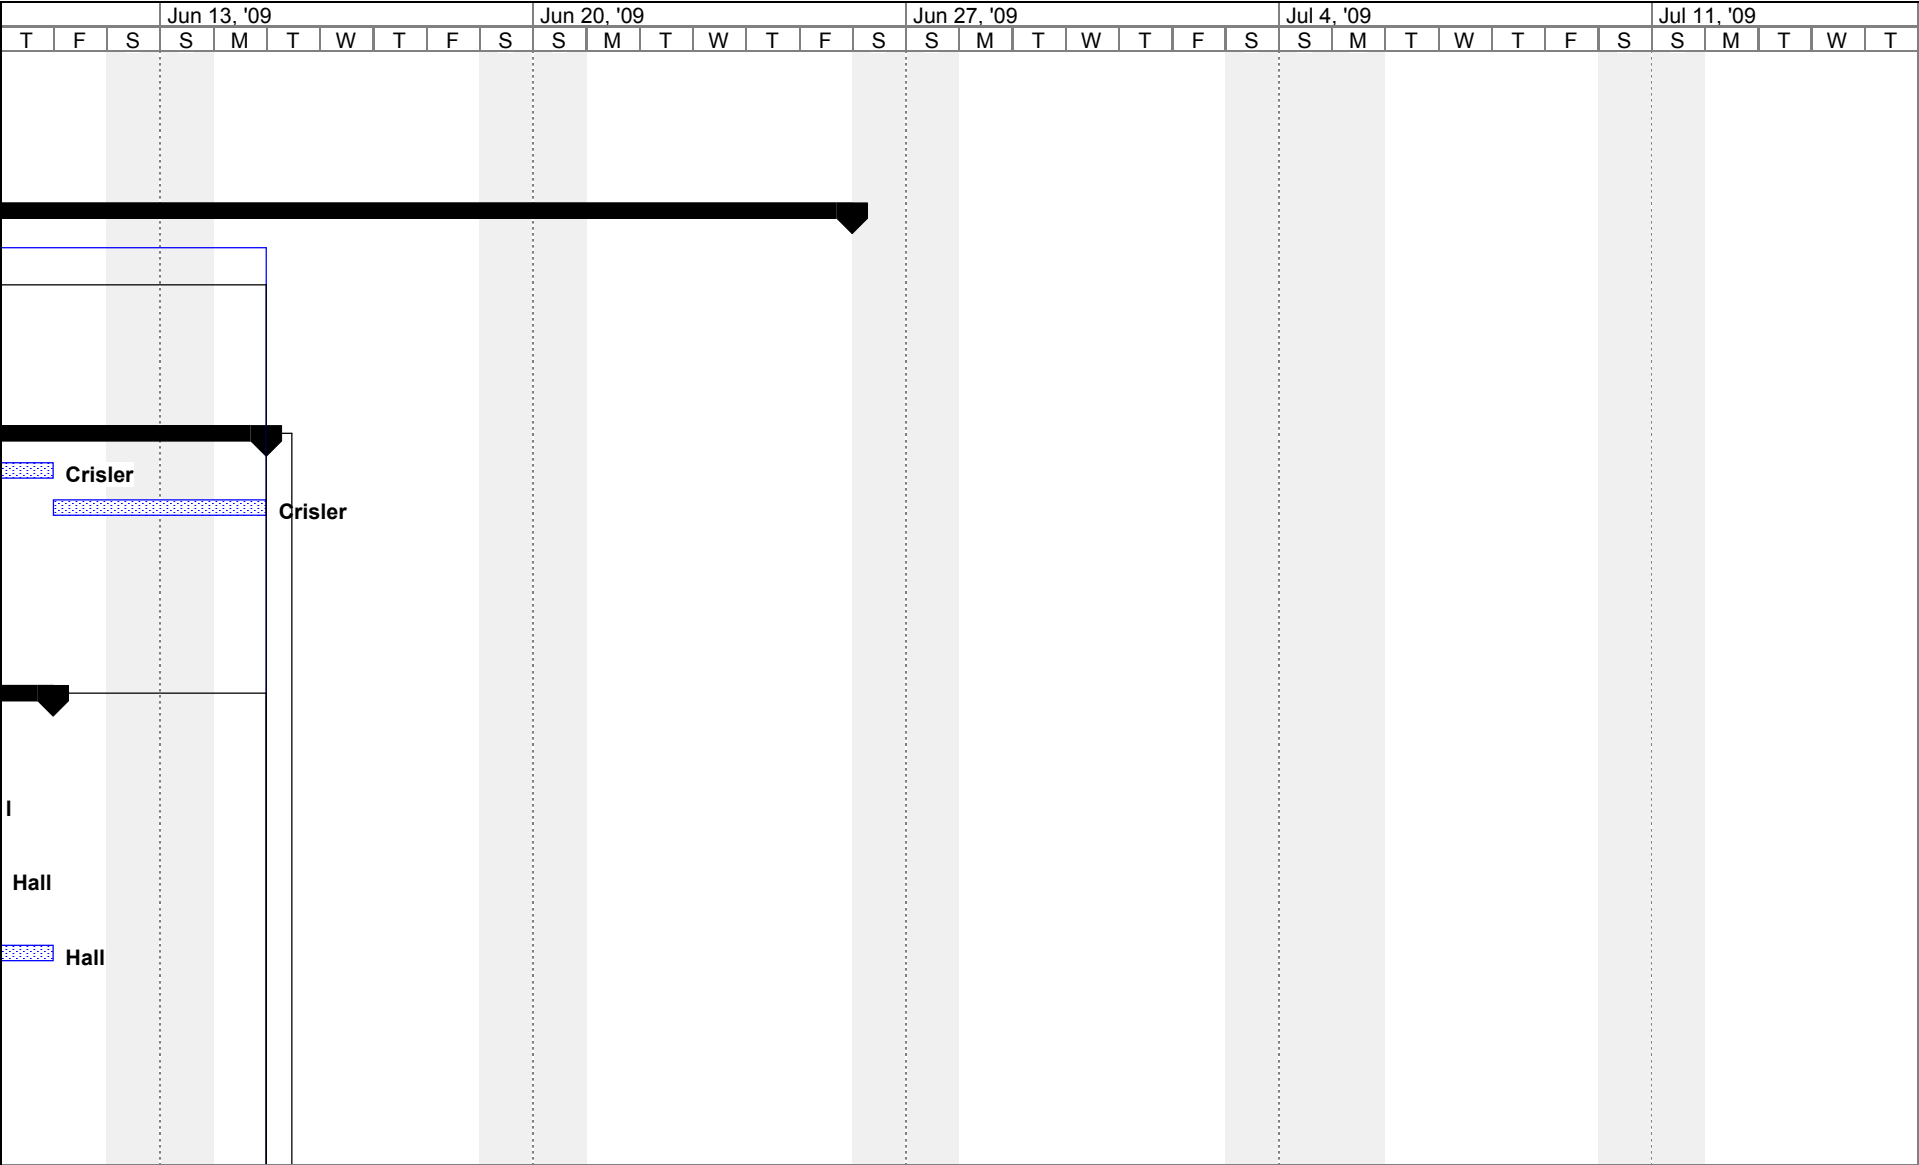 Jun 13, '09 Jun 20, '09 Jun 27, '09 Jul 4, '09 Jul 11, '09
T F S S M T W T F S S M T W T F S S M T W T F S S M T W T F S S M T W T
Crisler
Crisler
l
Hall
Hall